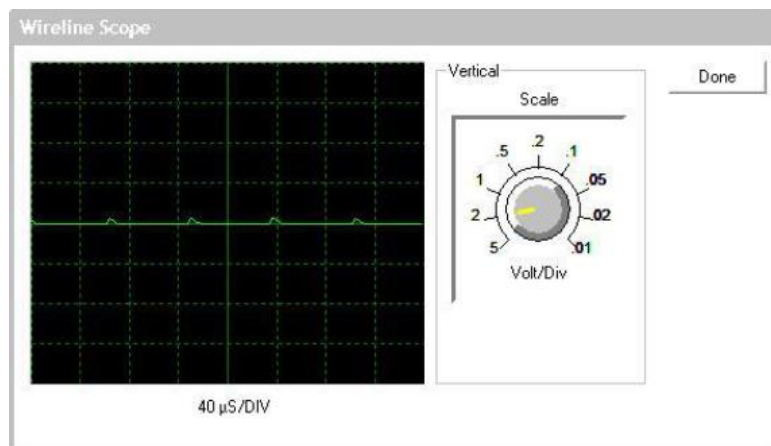 Wireline Scope
Vertical
Done
Scale
.2
.5
.1
1
.05
2
.02
5
.01
Volt/Div
40 µS/DIV